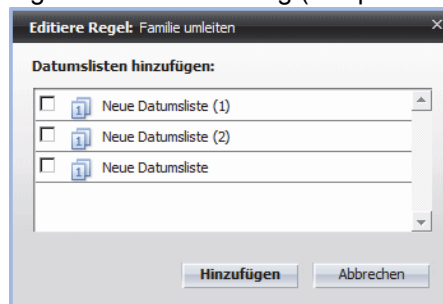 Editiere Regel: Familie umleiten
Datumslisten hinzufügen:
Neue Datumsliste (1)
Neue Datumsliste (2)
Neue Datumsliste
Hinzufügen Abbrechen